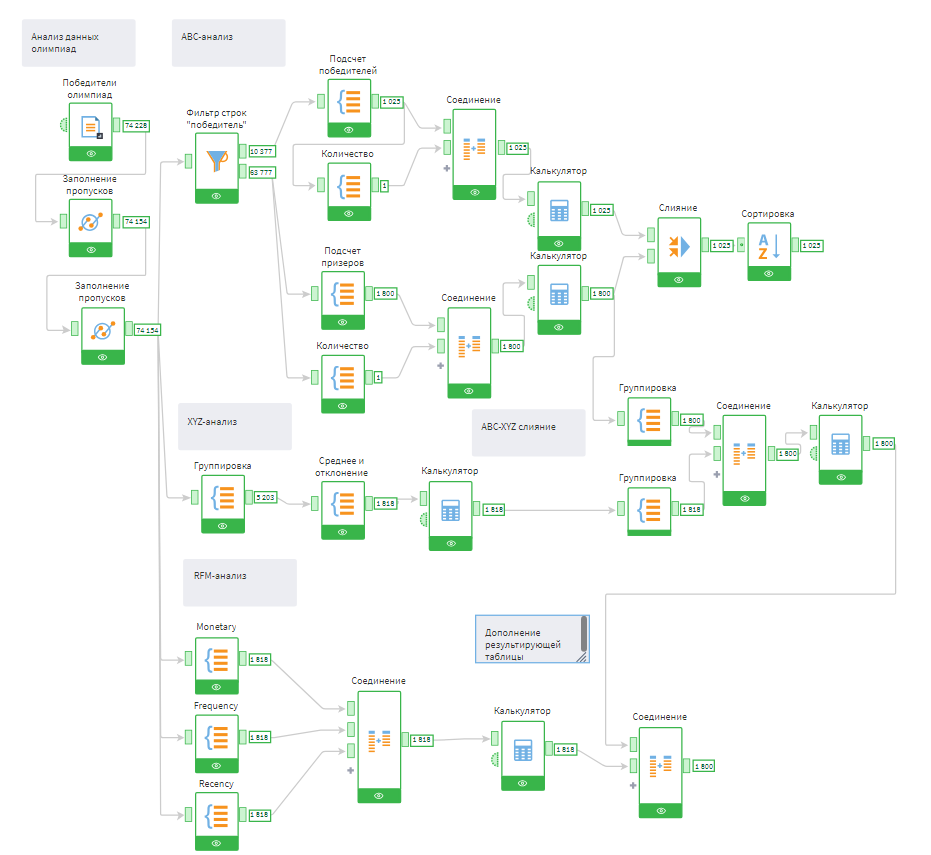 Анализ данных
олимпиад
ABC-анализ
Победители
олимпиад
74 228
Заполнение
пропусков
74 154
Заполнение
пропусков
74 154
Фильтр строк
"победитель"
10 377
63 777
Подсчет
победителей
1 025
Количество
1
Соединение
1 025
Калькулятор
1 025
Слияние
1 025
Сортировка
1 025
Подсчет
призеров
1 800
Количество
1
Соединение
1 800
Калькулятор
1 800
XYZ-анализ
ABC-XYZ слияние
Группировка
5 203
Среднее и
отклонение
1 818
Калькулятор
1 818
Группировка
1 800
Группировка
1 818
Соединение
1 800
Калькулятор
1 800
RFM-анализ
Monetary
1 818
Frequency
1 818
Recency
1 818
Соединение
1 818
Дополнение
результирующей
таблицы
Калькулятор
1 818
Соединение
1 800